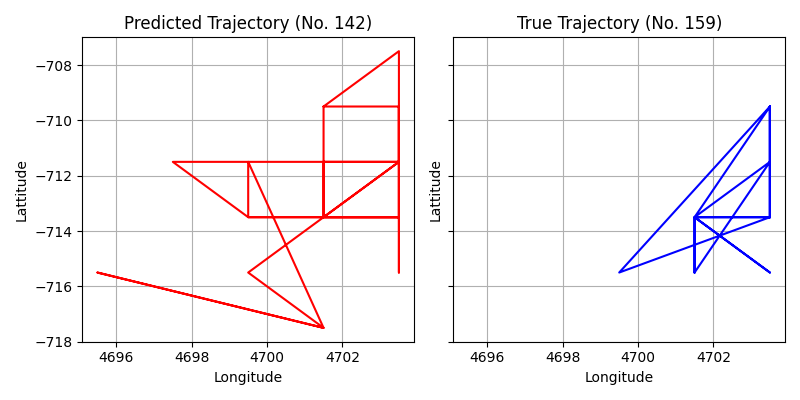 Predicted Trajectory (No. 142)
True Trajectory (No. 159)
−708
−710
−712
−714
−716
−718
Lattitude
Lattitude
4696 4698 4700 4702
4696 4698 4700 4702
Longitude
Longitude